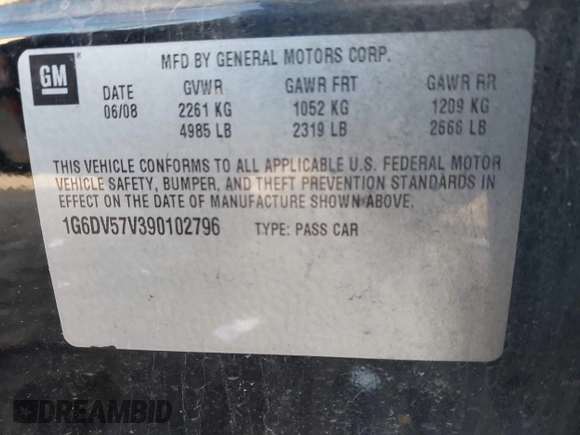 GM
MFD BY GENERAL MOTORS CORP.
DATE GVWR GAWR FRT GAWR RR
06/08 2261 KG 1052 KG 1209 KG
4985 LB 2319 LB 2666 LB
THIS VEHICLE CONFORMS TO ALL APPLICABLE U.S. FEDERAL MOTOR
VEHICLE SAFETY, BUMPER, AND THEFT PREVENTION STANDARDS IN
EFFECT ON THE DATE OF MANUFACTURE SHOWN ABOVE.
1G6DV57V390102796 TYPE: PASS CAR
DREAMBID